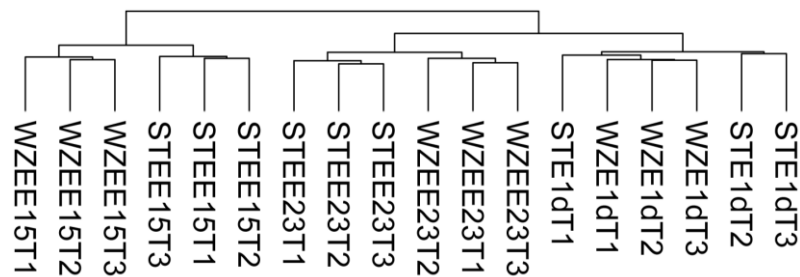 WZEE15T1
WZEE15T2
WZEE15T3
STEE15T3
STEE15T1
STEE15T2
STEE23T1
STEE23T2
STEE23T3
WZEE23T2
WZEE23T1
WZEE23T3
STE1dT1
WZE1dT1
WZE1dT2
WZE1dT3
STE1dT2
STE1dT3